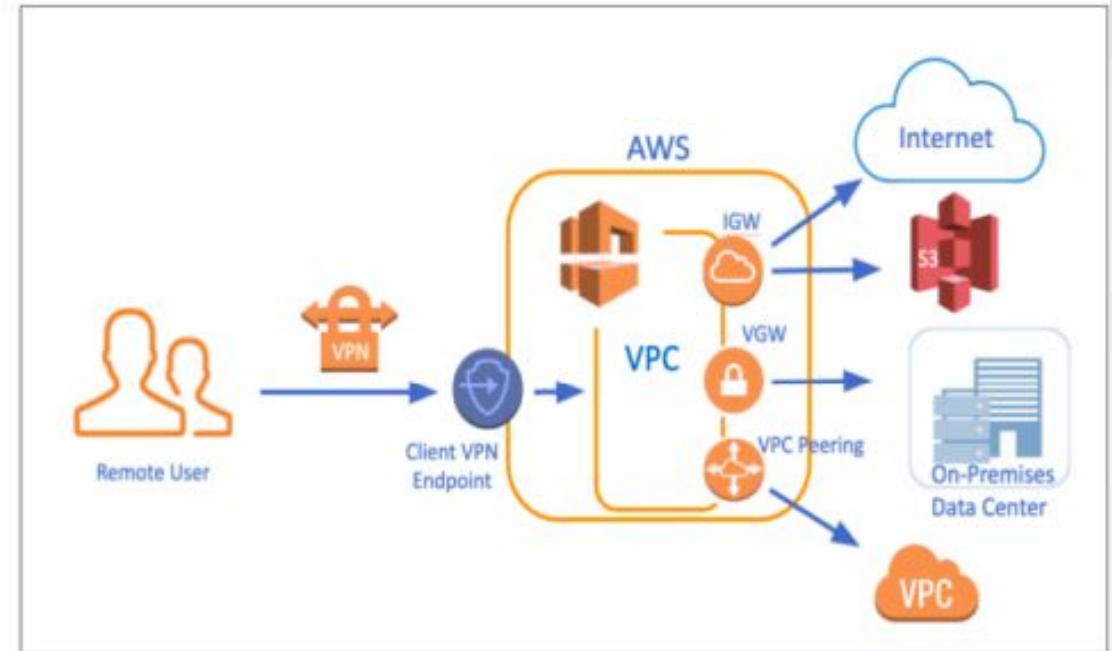 Internet
AWS
IGW
S3
VPN
VGW
VPC
VPC Peering
Client VPN
Endpoint
Remote User
On-Premises
Data Center
VPC